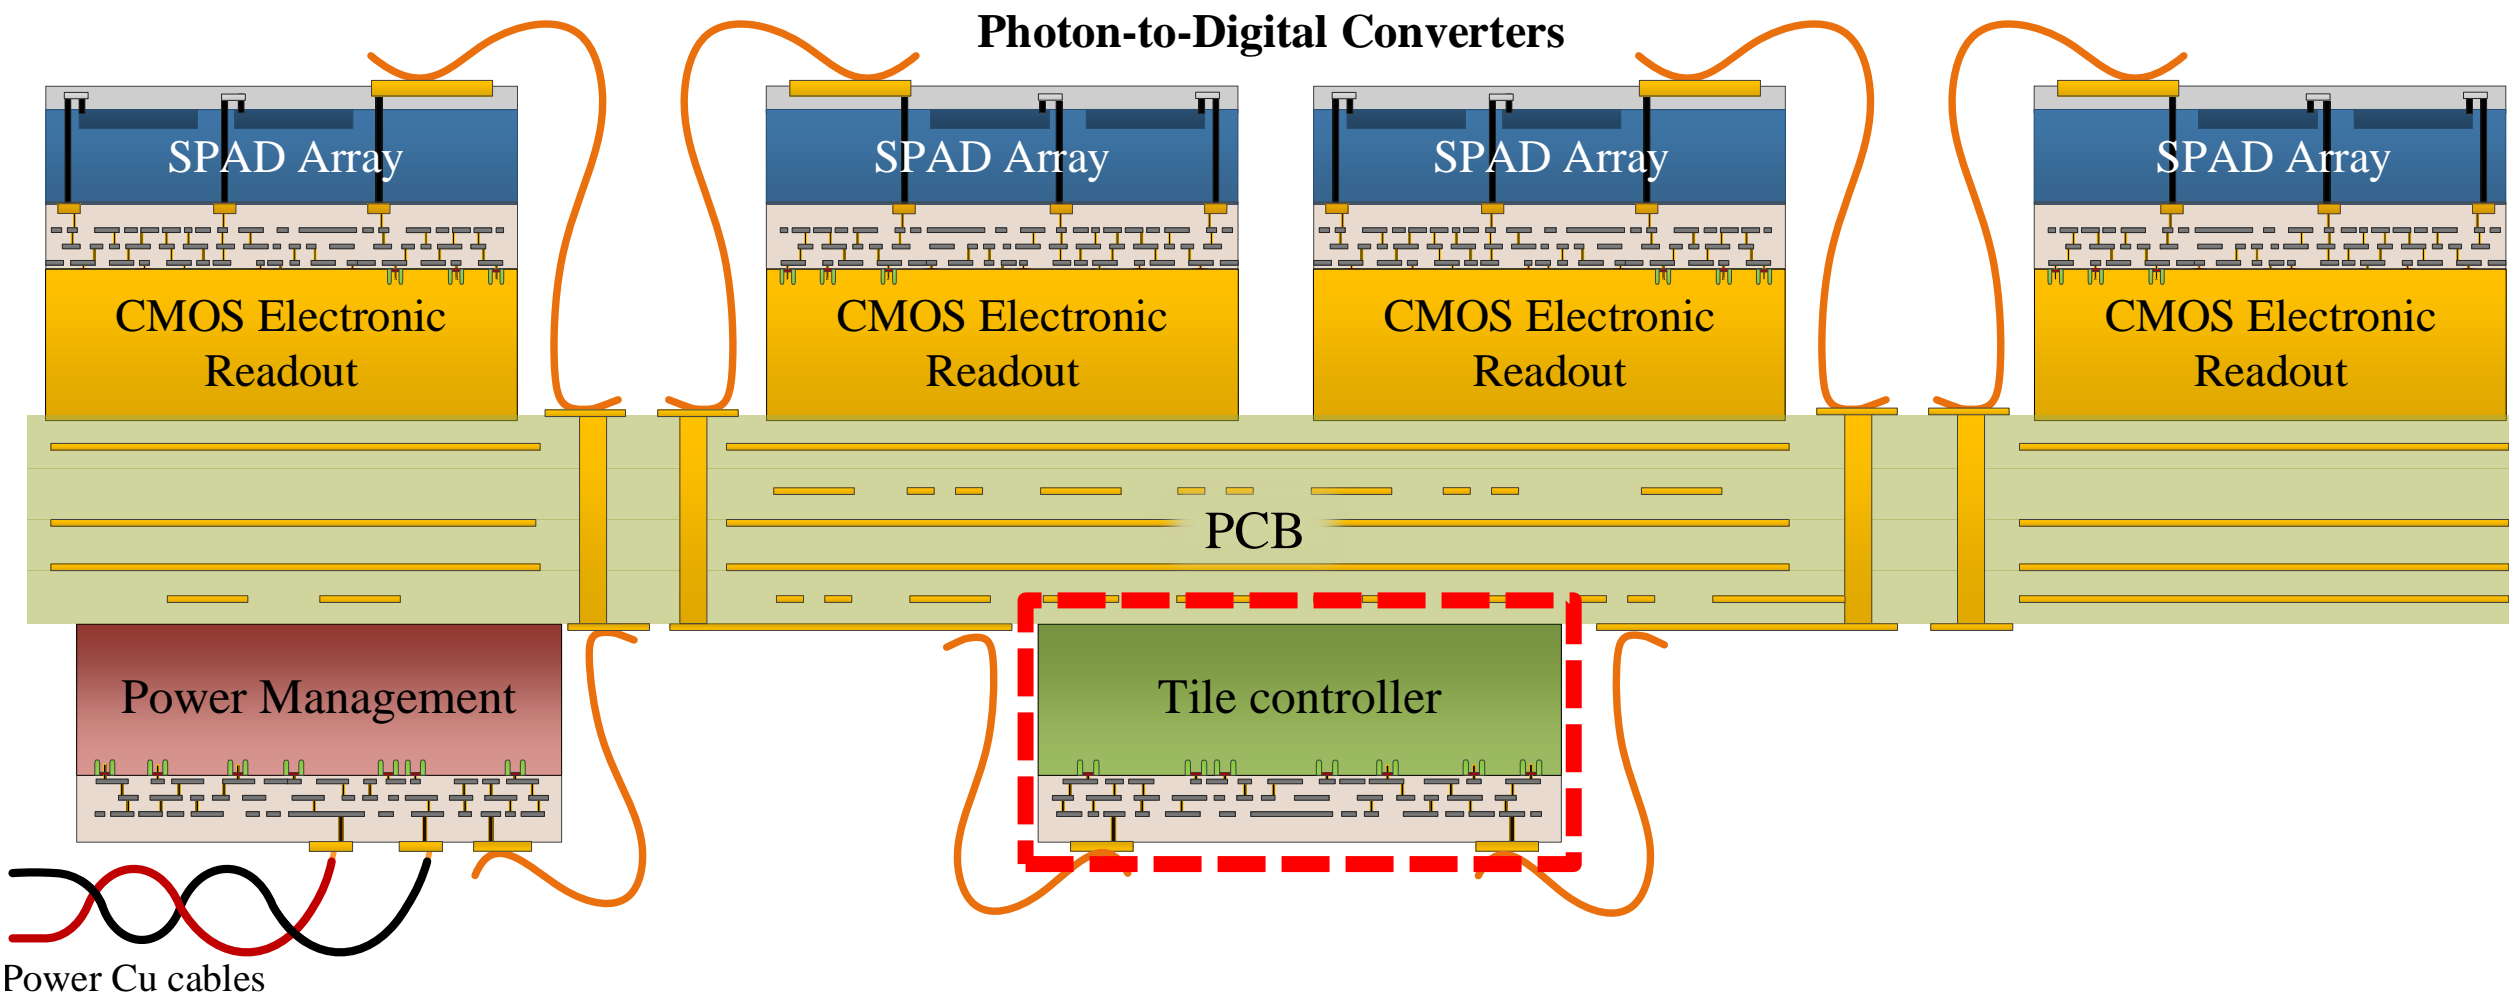 Photon-to-Digital Converters
SPAD Array
SPAD Array
SPAD Array
SPAD Array
CMOS Electronic
Readout
CMOS Electronic
Readout
CMOS Electronic
Readout
CMOS Electronic
Readout
PCB
Power Management
Tile controller
Power Cu cables